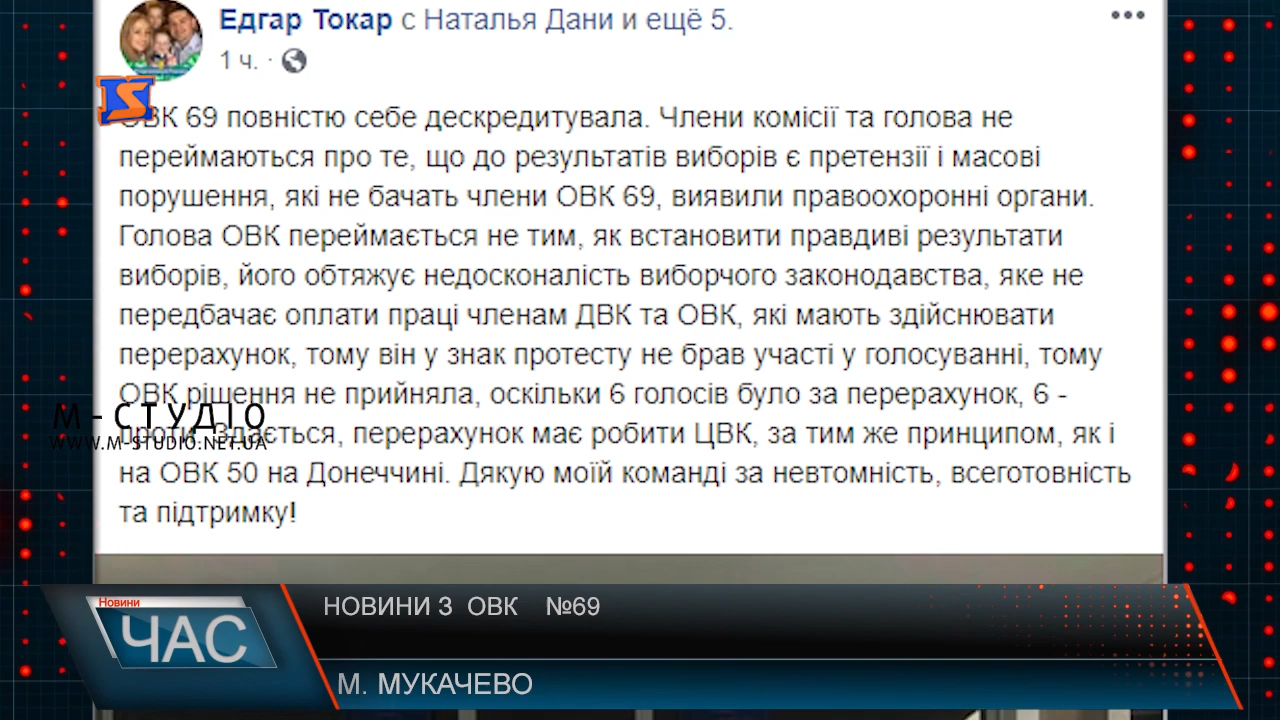 Едгар Токар с Наталья Дани и ещё 5.
1 ч. ·
ОВК 69 повністю себе дескредитувала. Члени комісії та голова не
переймаються про те, що до результатів виборів є претензії і масові
порушення, які не бачать члени ОВК 69, виявили правоохоронні органи.
Голова ОВК переймається не тим, як встановити правдиві результати
виборів, його обтяжує недосконалість виборчого законодавства, яке не
передбачає оплати праці членам ДВК та ОВК, які мають здійснювати
перерахунок, тому він у знак протесту не брав участі у голосуванні, тому
ОВК рішення не прийняла, оскільки 6 голосів було за перерахунок, 6 -
М-СТУДІО
проти. Здається, перерахунок має робити ЦВК, за тим же принципом, як і
WWW.M-STUDIO.NET.UA
на ОВК 50 на Донеччині. Дякую моїй команді за невтомність, всеготовність
та підтримку!
Новини
ЧАС
НОВИНИ З ОВК №69
М. МУКАЧЕВО